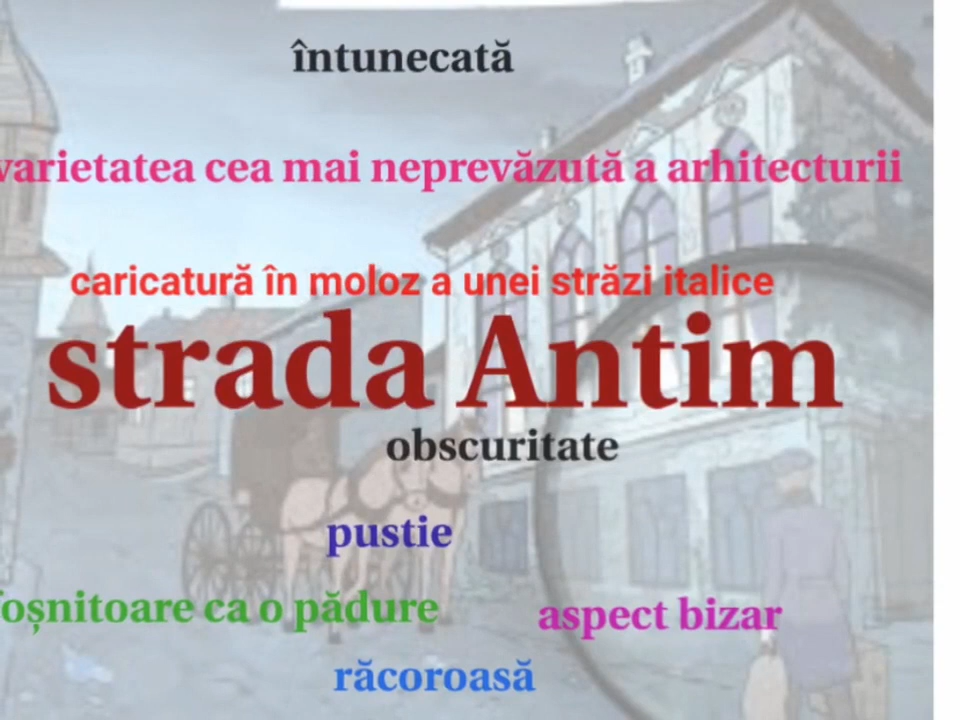 întunecată
varietatea cea mai neprevăzută a arhitecturii
caricatură în moloz a unei străzi italice
strada Antim
obscuritate
pustie
foșnitoare ca o pădure
aspect bizar
răcoroasă